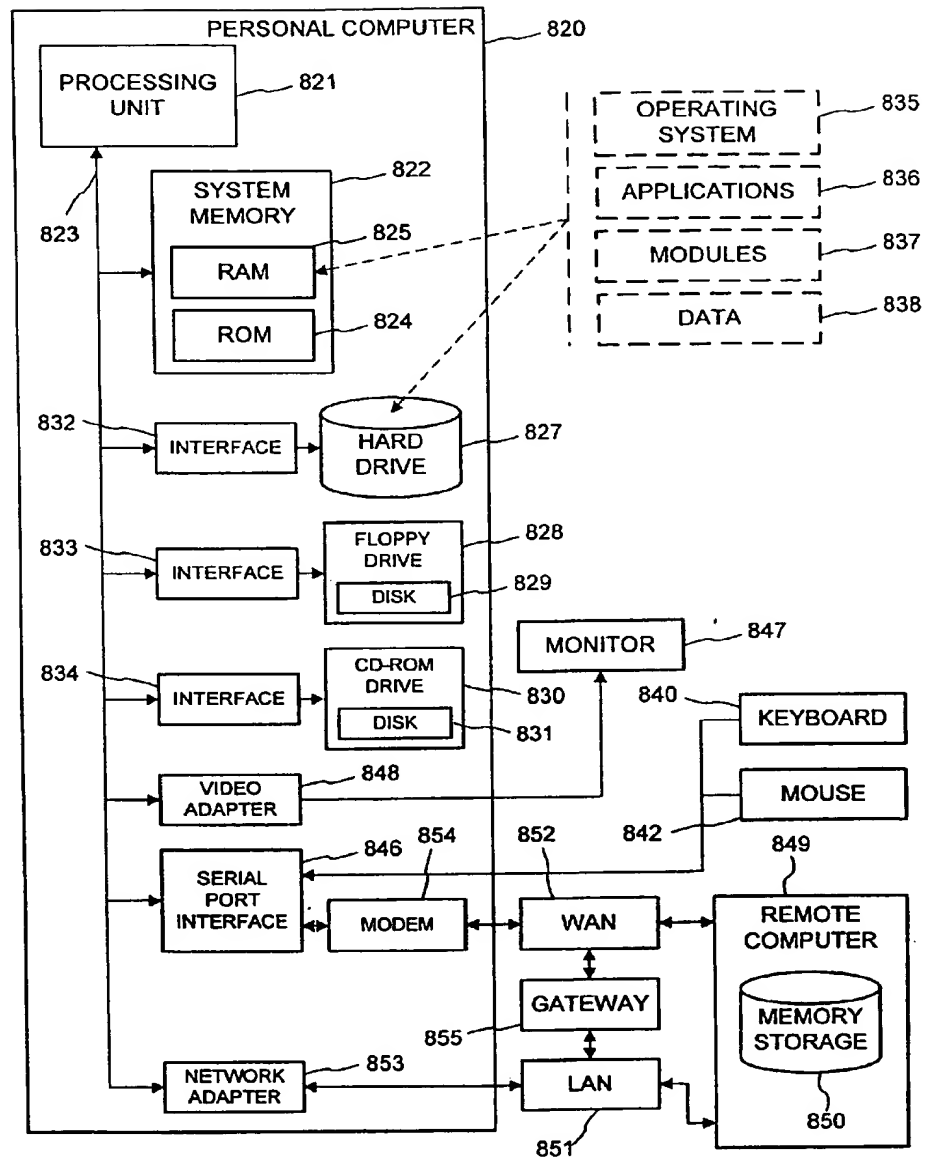 PERSONAL COMPUTER
820
PROCESSING
UNIT
821
823
SYSTEM
MEMORY
822
825
RAM
ROM
824
OPERATING
SYSTEM
835
APPLICATIONS
836
MODULES
837
DATA
838
832
INTERFACE
HARD
DRIVE
827
833
INTERFACE
FLOPPY
DRIVE
828
DISK
829
834
INTERFACE
CD-ROM
DRIVE
830
DISK
831
MONITOR
847
840
KEYBOARD
MOUSE
842
VIDEO
ADAPTER
848
846
SERIAL
PORT
INTERFACE
854
MODEM
852
WAN
GATEWAY
855
LAN
851
NETWORK
ADAPTER
853
849
REMOTE
COMPUTER
MEMORY
STORAGE
850